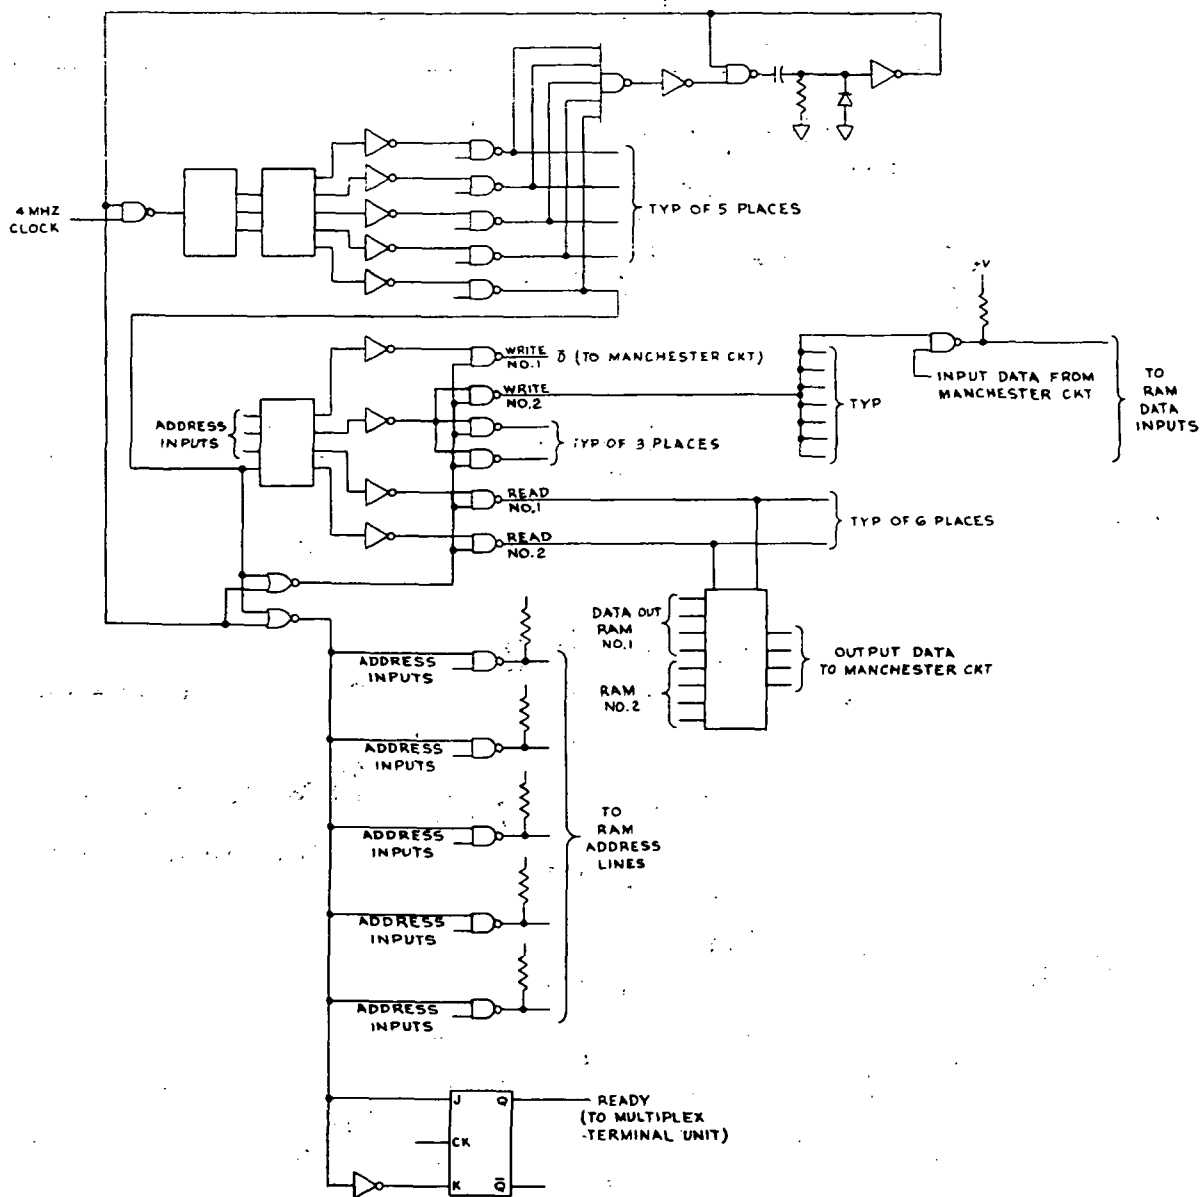 4 MHZ
CLOCK
TYP OF 5 PLACES
+V
WRITE
NO.1
(TO MANCHESTER CKT)
WRITE
NO.2
INPUT DATA FROM
MANCHESTER CKT
TO
RAM
DATA
INPUTS
TYP
ADDRESS
INPUTS
TYP OF 3 PLACES
READ
NO.1
TYP OF 6 PLACES
READ
NO.2
DATA OUT
RAM
NO.1
RAM
NO.2
OUTPUT DATA
TO MANCHESTER CKT
ADDRESS
INPUTS
ADDRESS
INPUTS
ADDRESS
INPUTS
ADDRESS
INPUTS
ADDRESS
INPUTS
TO
RAM
ADDRESS
LINES
J
Q
CK
K
Q̅
READY
(TO MULTIPLEX
TERMINAL UNIT)